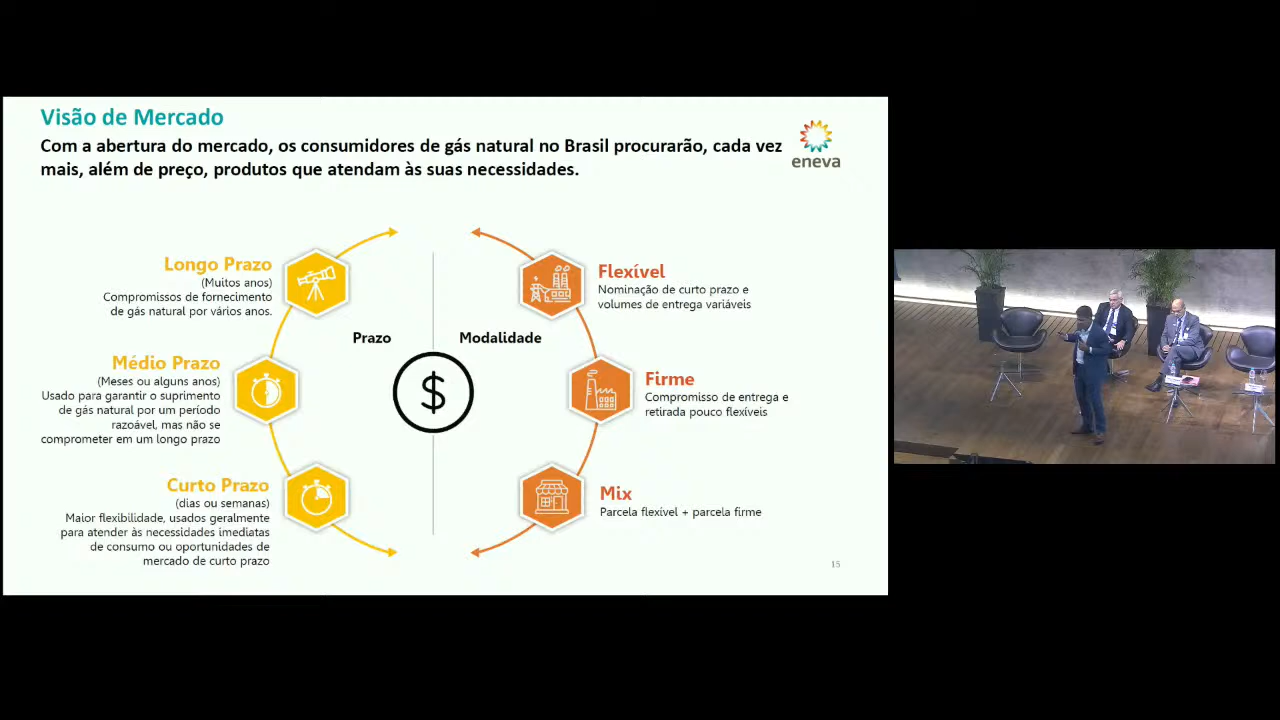 Visão de Mercado
Com a abertura do mercado, os consumidores de gás natural no Brasil procurarão, cada vez
mais, além de preço, produtos que atendam às suas necessidades.
eneva
Longo Prazo
(Muitos anos)
Compromissos de fornecimento
de gás natural por vários anos.
Médio Prazo
(Meses ou alguns anos)
Usado para garantir o suprimento
de gás natural por um período
razoável, mas não se
comprometer em um longo prazo
Curto Prazo
(dias ou semanas)
Maior flexibilidade, usados geralmente
para atender às necessidades imediatas
de consumo ou oportunidades de
mercado de curto prazo
Prazo
Modalidade
$
Flexível
Nominação de curto prazo e
volumes de entrega variáveis
Firme
Compromisso de entrega e
retirada pouco flexíveis
Mix
Parcela flexível + parcela firme
15